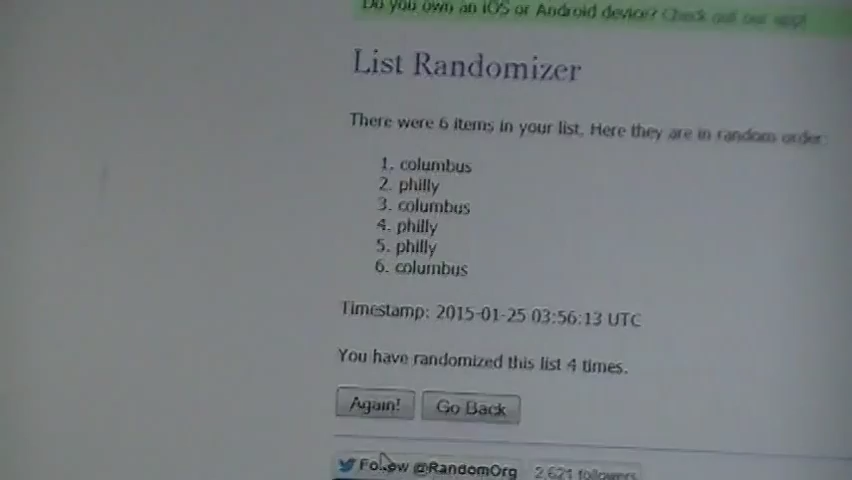 Do you own an iOS or Android device? Check out our app!
List Randomizer
There were 6 items in your list. Here they are in random order:
1. columbus
2. philly
3. columbus
4. philly
5. philly
6. columbus
Timestamp: 2015-01-25 03:56:13 UTC
You have randomized this list 4 times.
Again! Go Back
Follow @RandomOrg 2,621 followers